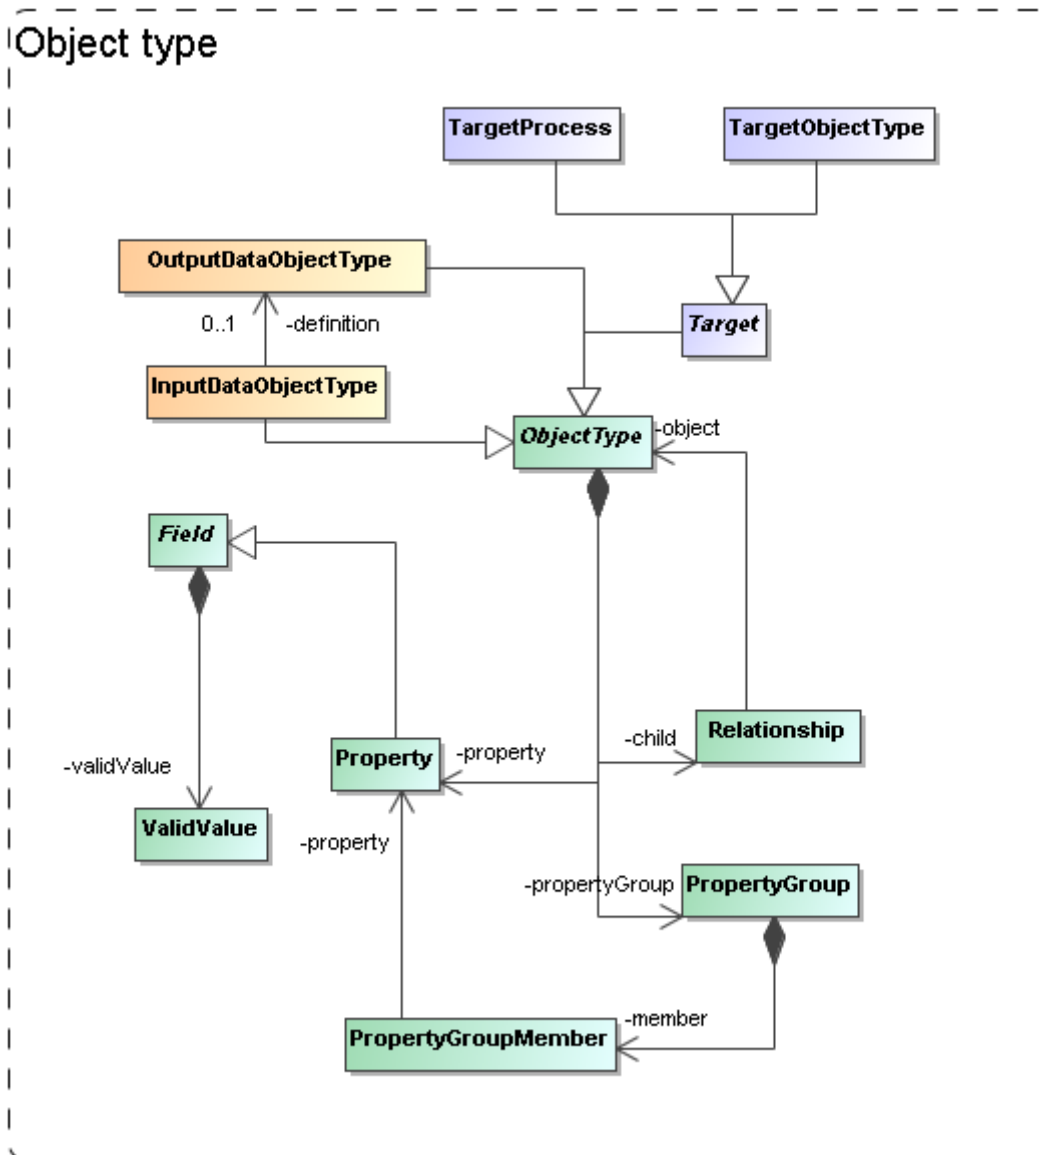 Object type
TargetProcess
TargetObjectType
OutputDataObjectType
0..1
-definition
Target
InputDataObjectType
ObjectType
-object
Field
Relationship
-child
Property
-property
-validValue
ValidValue
-property
-propertyGroup
PropertyGroup
-member
PropertyGroupMember